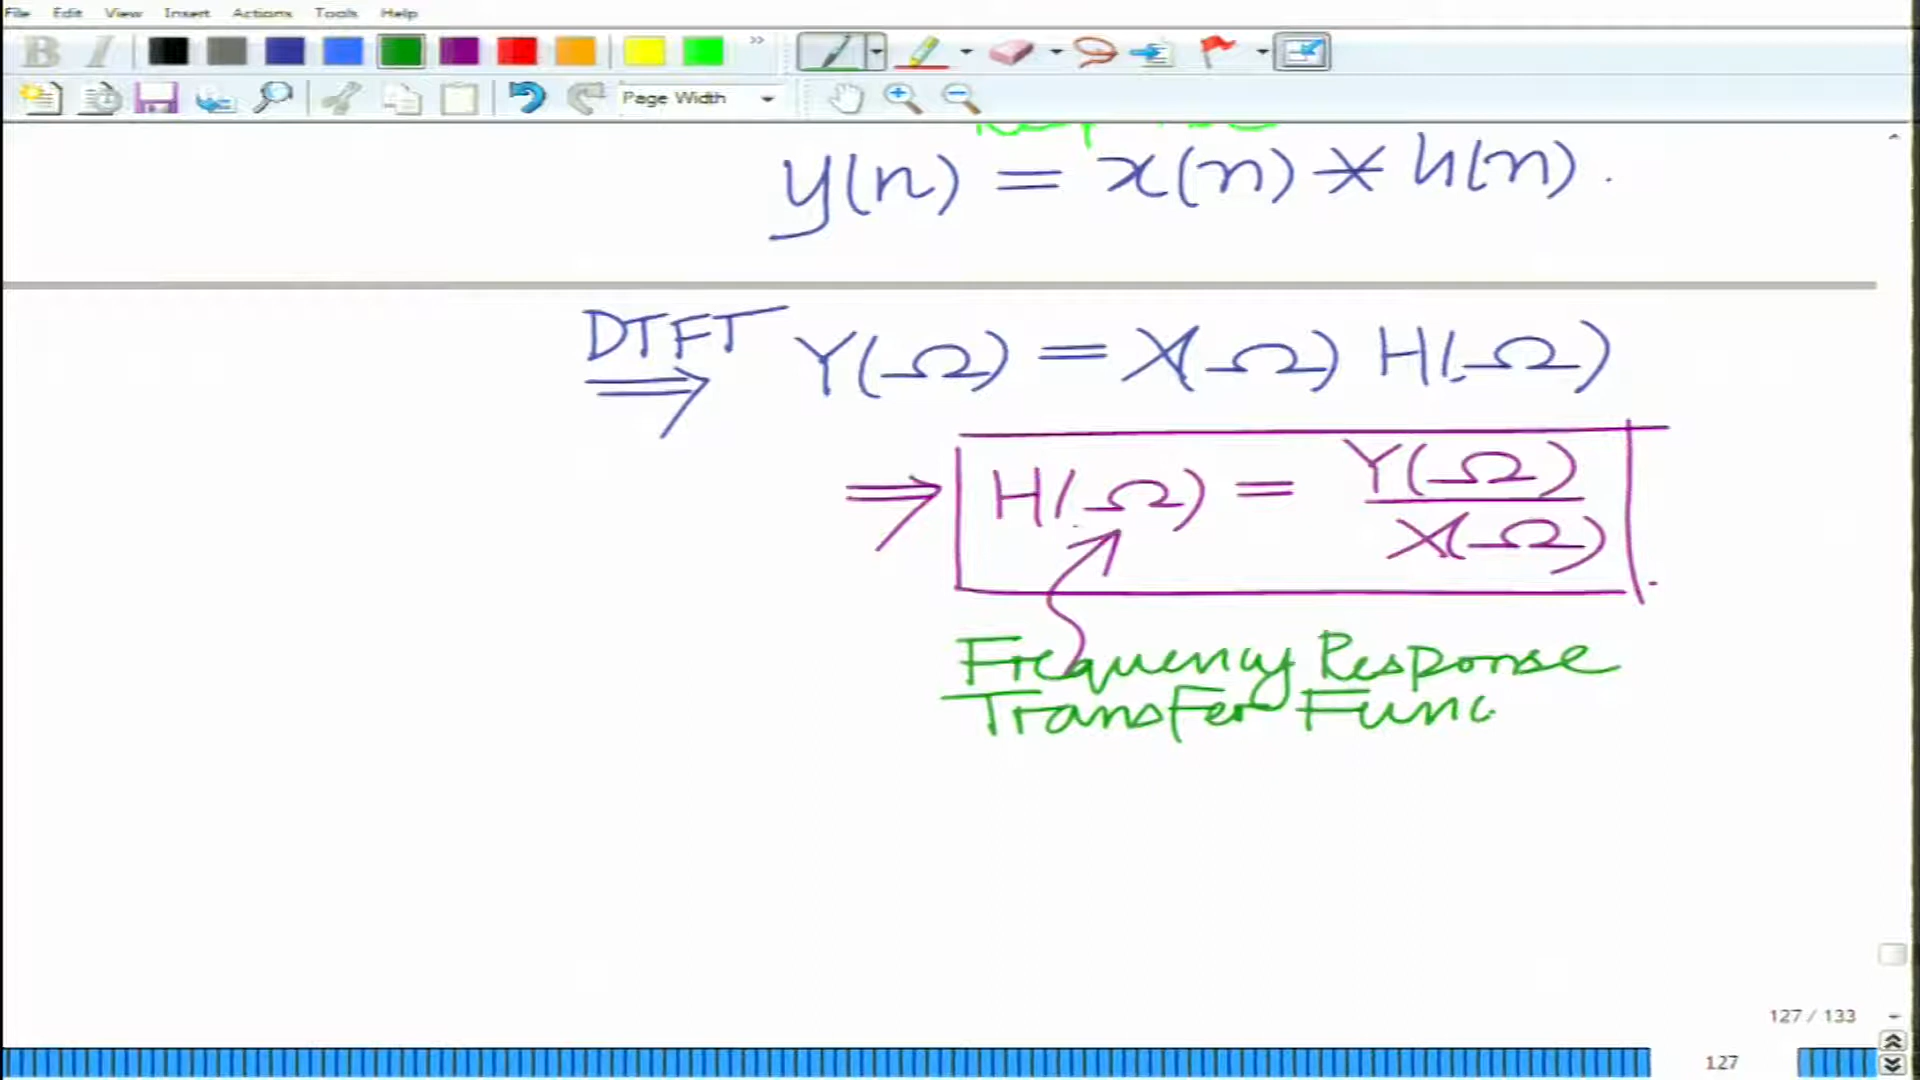 File Edit View Insert Actions Tools Help
B I
Page Width
y(n) = x(n) * h(n).
DTFT
⇒ Y(Ω) = X(Ω) H(Ω)
⇒ H(Ω) = Y(Ω) / X(Ω).
Frequency Response
Transfer Func
127 / 133
127